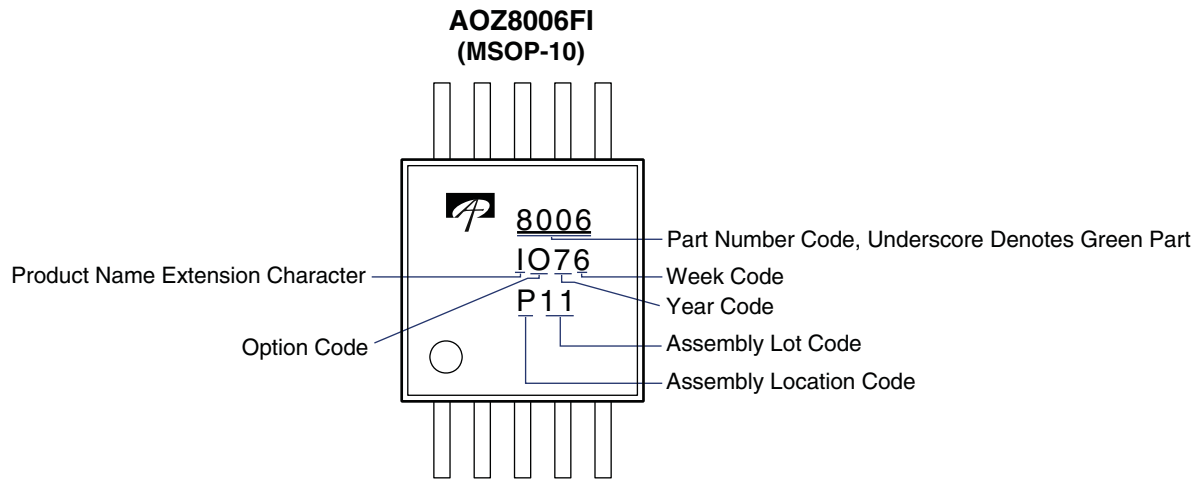 AOZ8006FI
(MSOP-10)
8006
Part Number Code, Underscore Denotes Green Part
IO76
Product Name Extension Character
Week Code
Year Code
P11
Option Code
Assembly Lot Code
Assembly Location Code